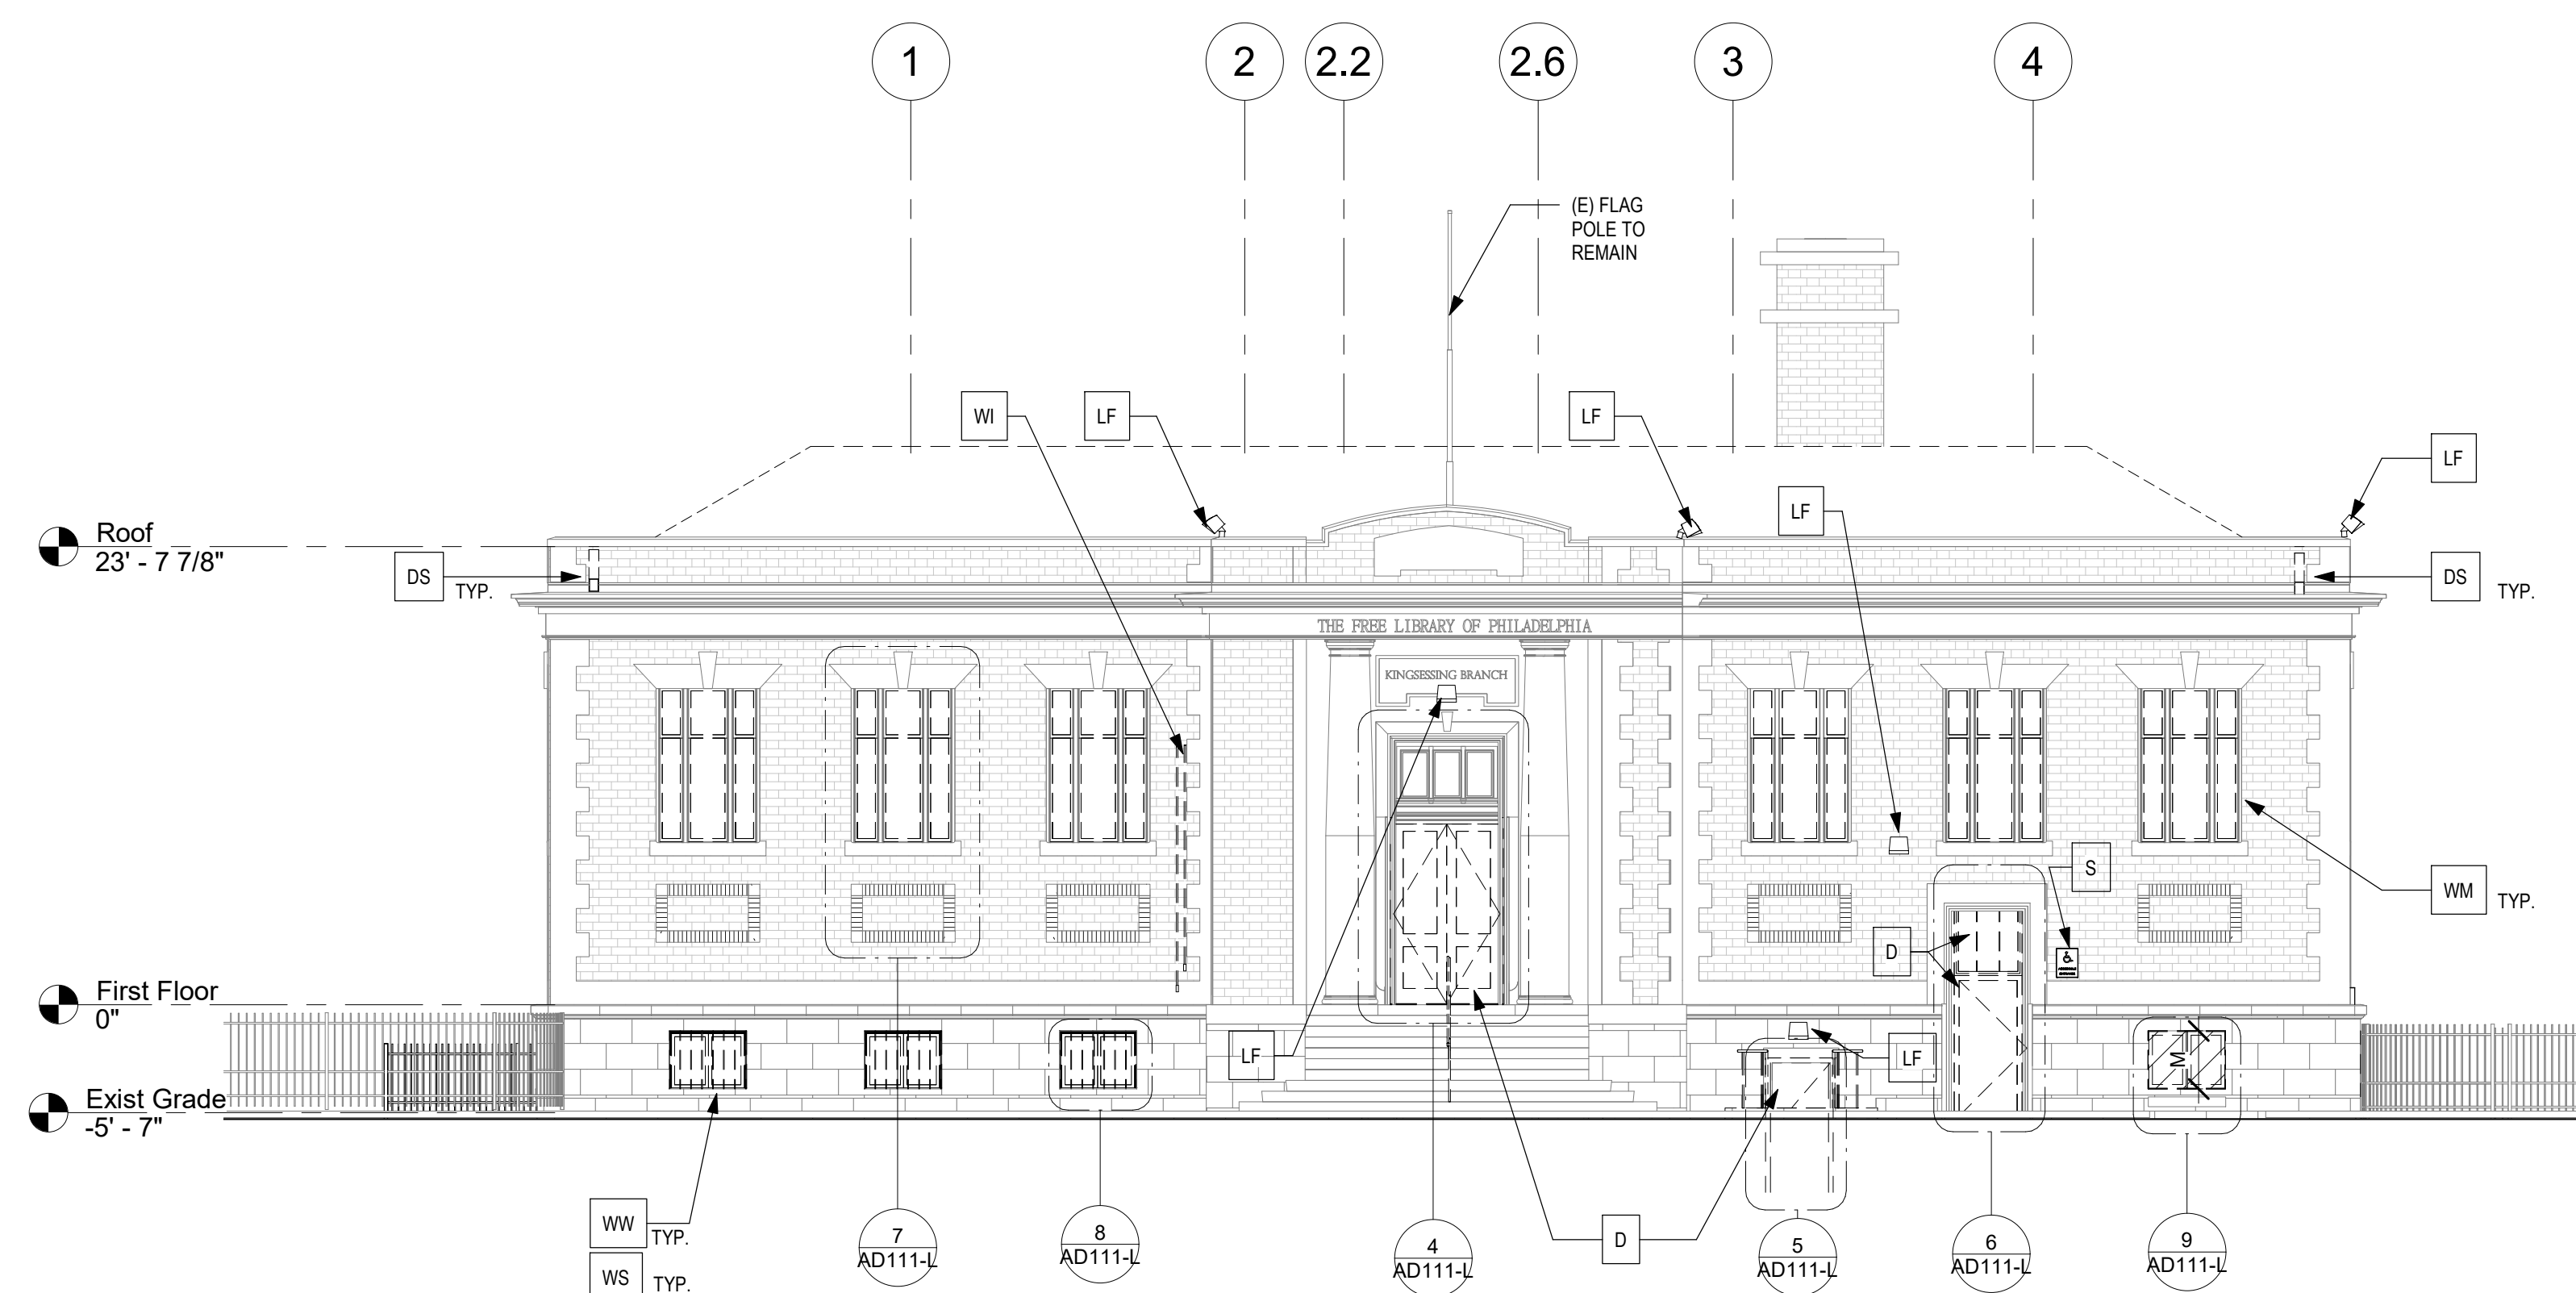 1
2
2.2
2.6
3
4
(E) FLAG
POLE TO
REMAIN
WI
LF
LF
LF
LF
Roof
23' - 7 7/8"
DS
TYP.
DS
TYP.
THE FREE LIBRARY OF PHILADELPHIA
KINGSESSING BRANCH
S
WM
TYP.
D
First Floor
0"
LF
LF
M
Exist Grade
-5' - 7"
WW
TYP.
WS
TYP.
7
AD111-L
8
AD111-L
4
AD111-L
D
5
AD111-L
6
AD111-L
9
AD111-L